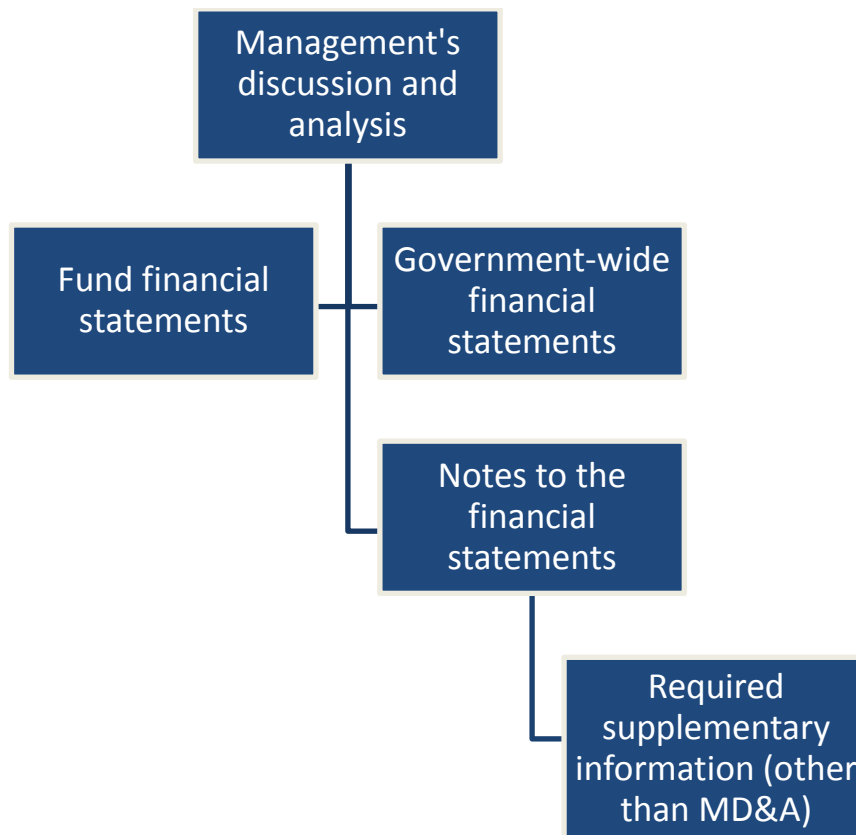 Management's
discussion and
analysis
Fund financial
statements
Government-wide
financial
statements
Notes to the
financial
statements
Required
supplementary
information (other
than MD&A)